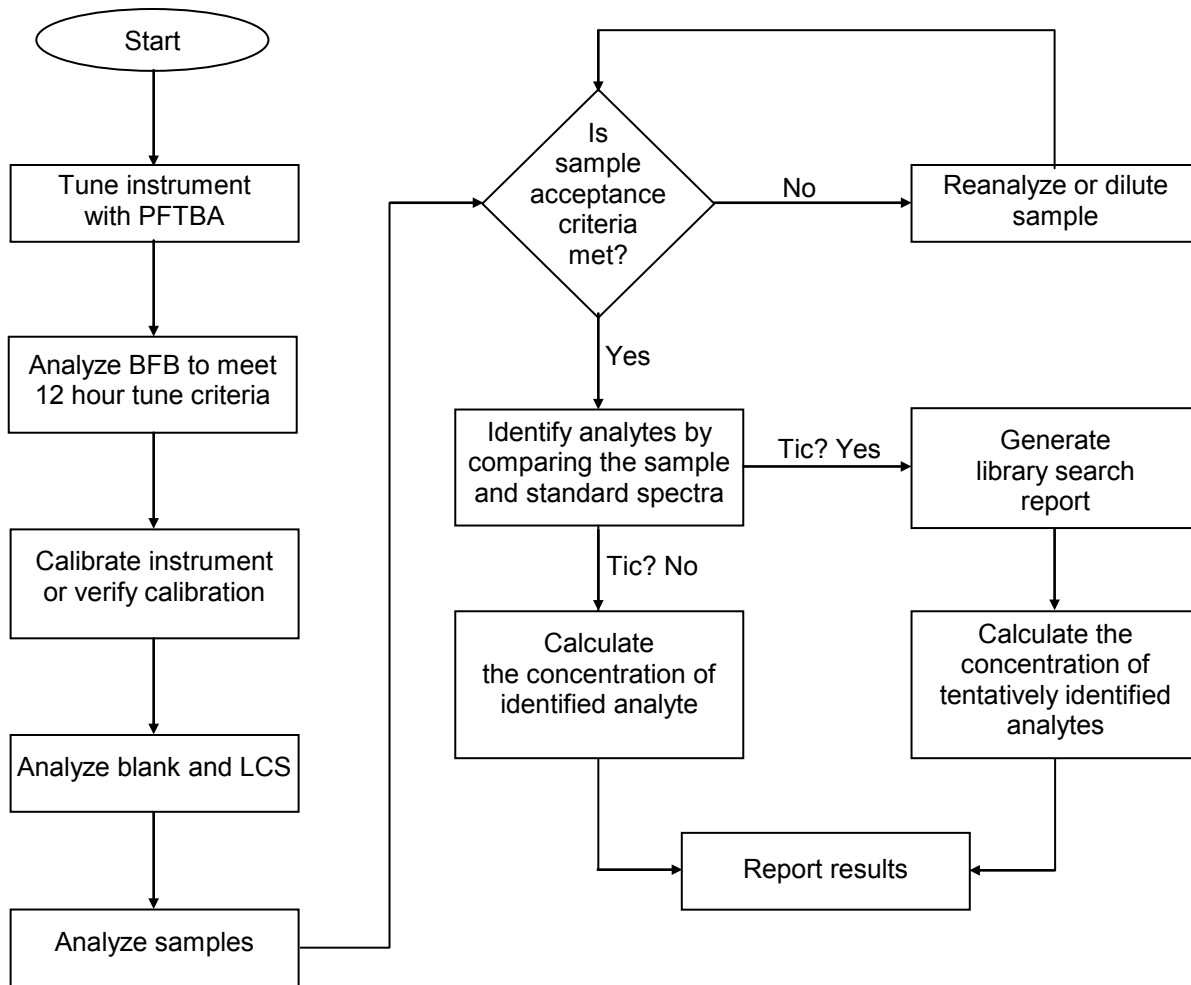 Start
Tune instrument
with PFTBA
Analyze BFB to meet
12 hour tune criteria
Calibrate instrument
or verify calibration
Analyze blank and LCS
Analyze samples
Is
sample
acceptance
criteria
met?
No
Reanalyze or dilute
sample
Yes
Identify analytes by
comparing the sample
and standard spectra
Tic? Yes
Generate
library search
report
Tic? No
Calculate
the concentration of
identified analyte
Calculate the
concentration of
tentatively identified
analytes
Report results